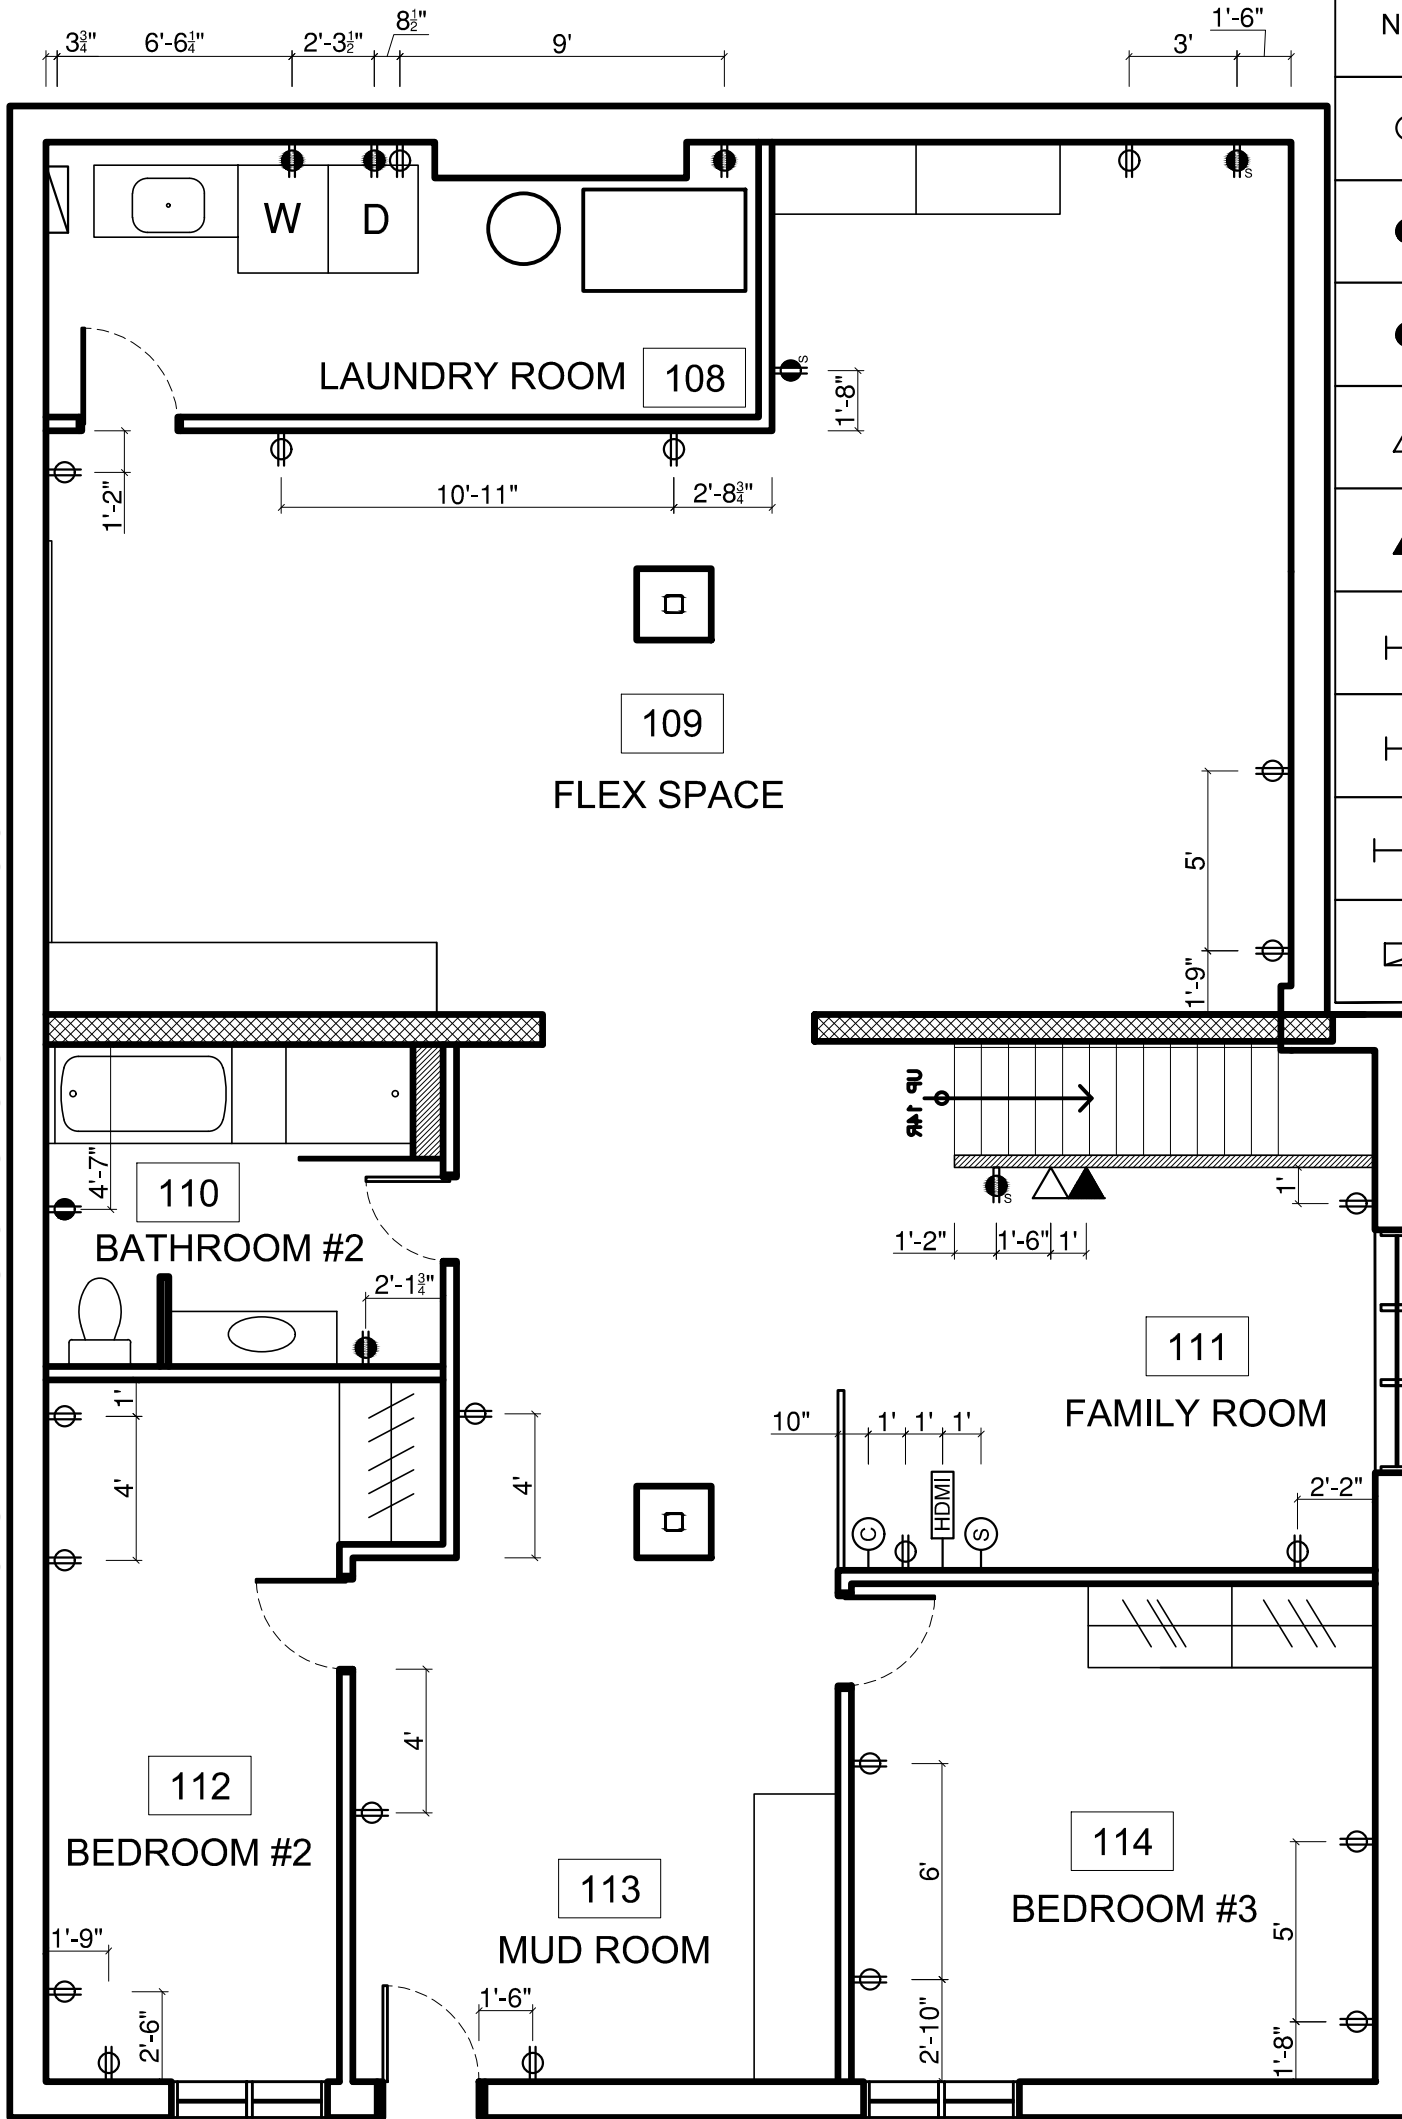 8½"
1'-6"
N
3¾"
6'-6¼"
2'-3½"
9'
3'
W
D
S
LAUNDRY ROOM
108
S
1'-8"
1'-2"
10'-11"
2'-8¾"
109
FLEX SPACE
5'
1'-9"
UP 14R
4'-7"
110
BATHROOM #2
S
1'
1'-2"
1'-6"
1'
2'-1¾"
111
FAMILY ROOM
1'
4'
4'
10"
1'
1'
1'
HDMI
C
S
2'-2"
4'
112
BEDROOM #2
113
MUD ROOM
6'
114
BEDROOM #3
5'
1'-9"
2'-6"
1'-6"
2'-10"
1'-8"